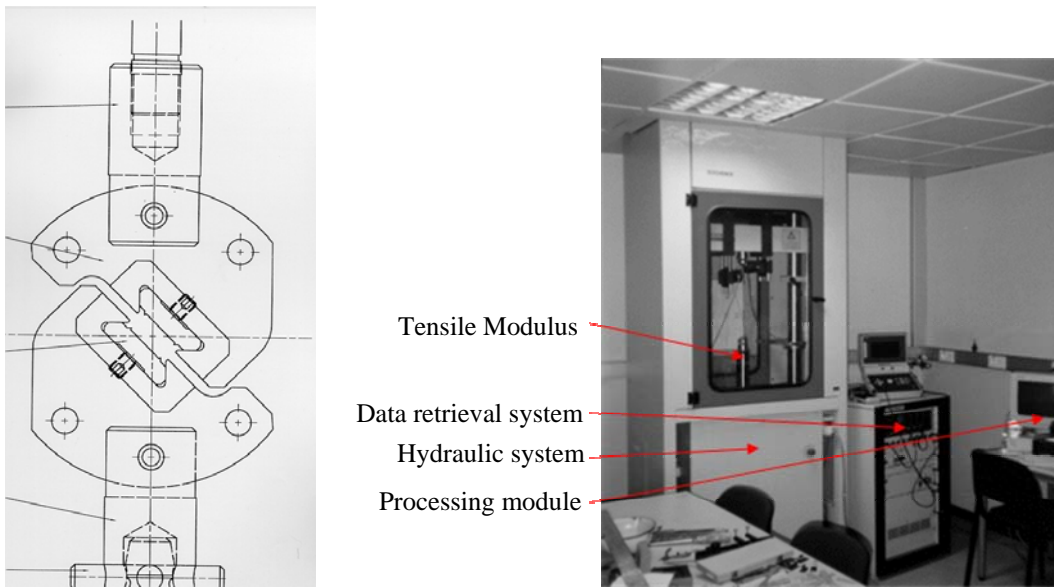 Tensile Modulus
Data retrieval system
Hydraulic system
Processing module